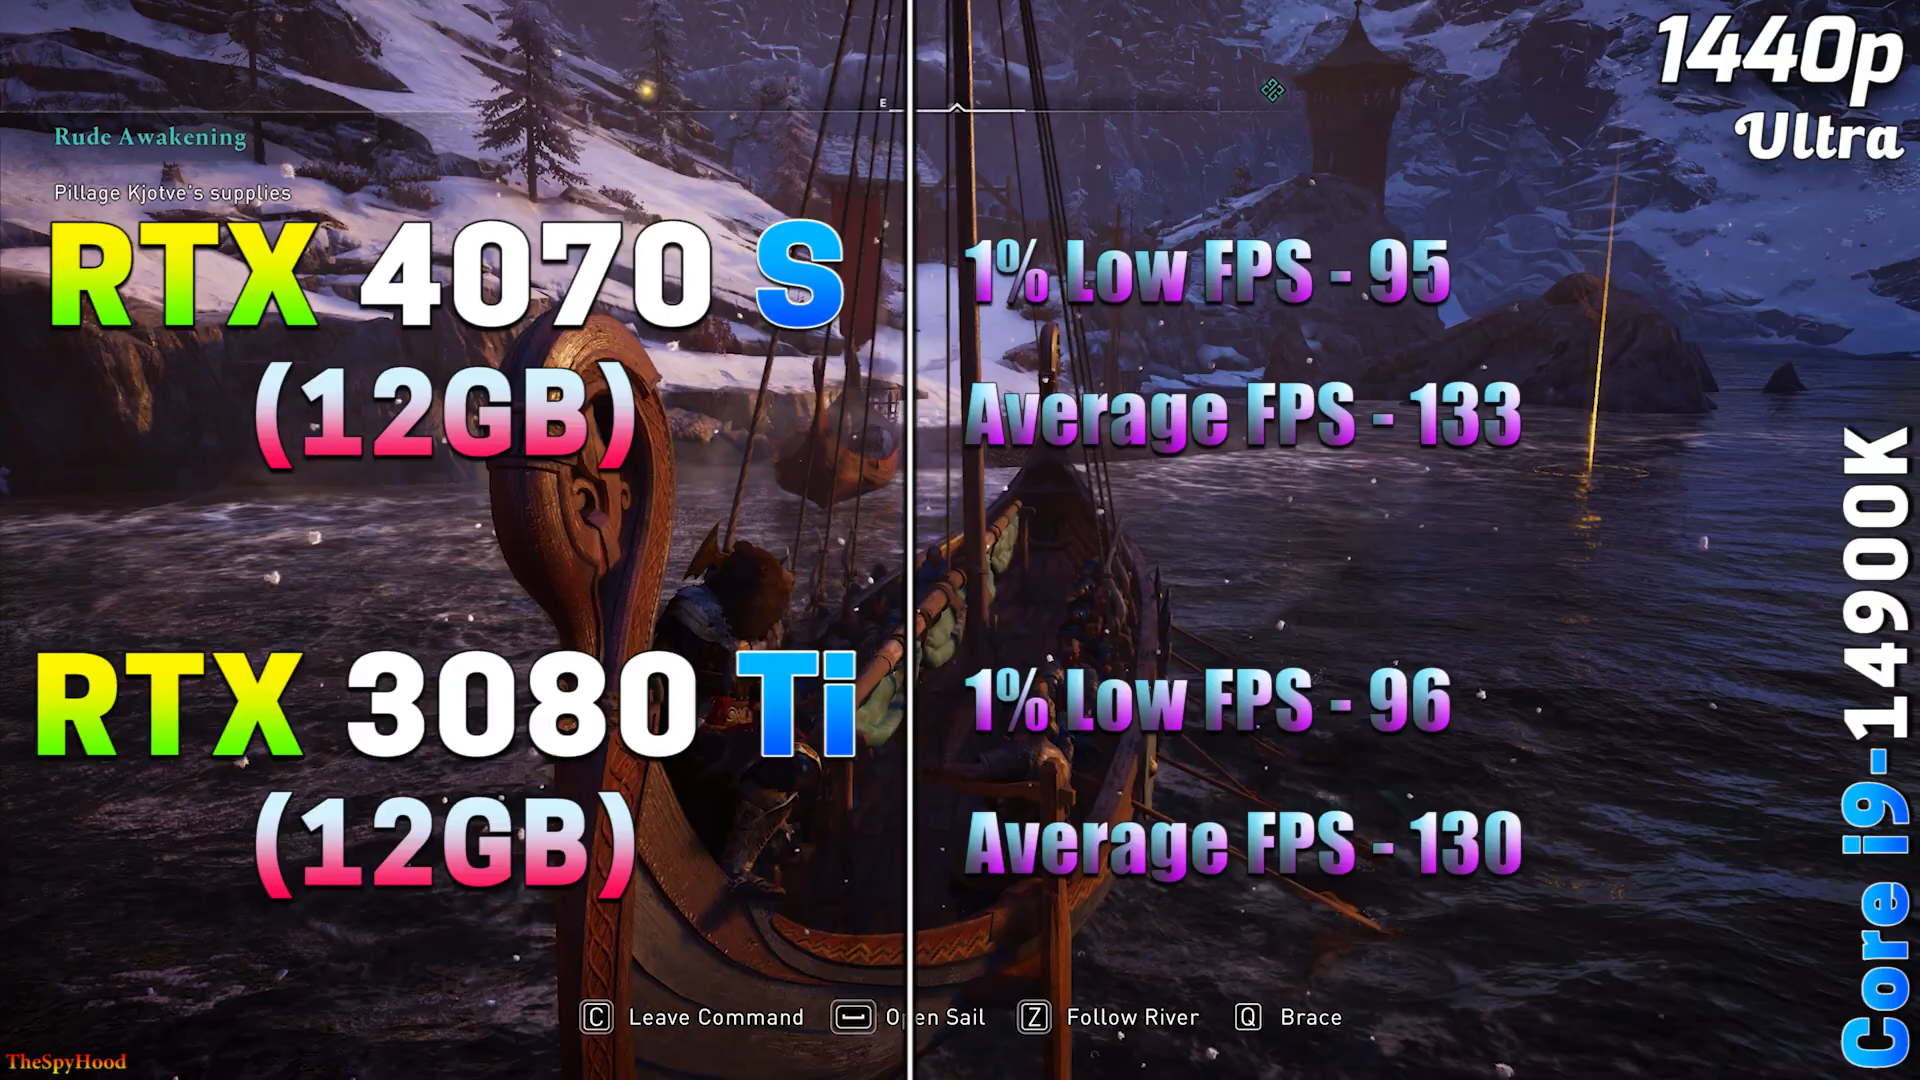 1440p
Ultra
E
Rude Awakening
Pillage Kjotve's supplies
RTX 4070 S
(12GB)
1% Low FPS - 95
Average FPS - 133
RTX 3080 Ti
(12GB)
1% Low FPS - 96
Average FPS - 130
Core i9-14900K
C Leave Command Open Sail Z Follow River Q Brace
TheSpyHood